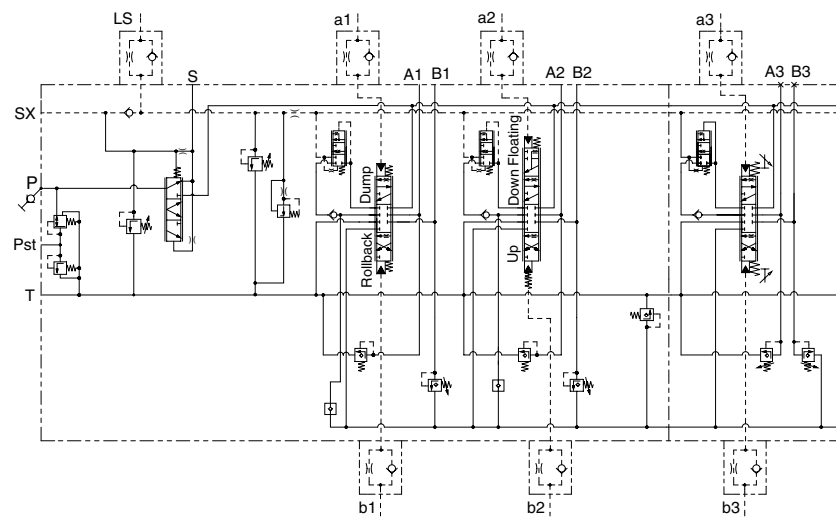 LS
a1
a2
a3
S
A1
B1
A2
B2
A3
B3
SX
P
Pst
T
Dump
Rollback
Down Floating
Up
b1
b2
b3